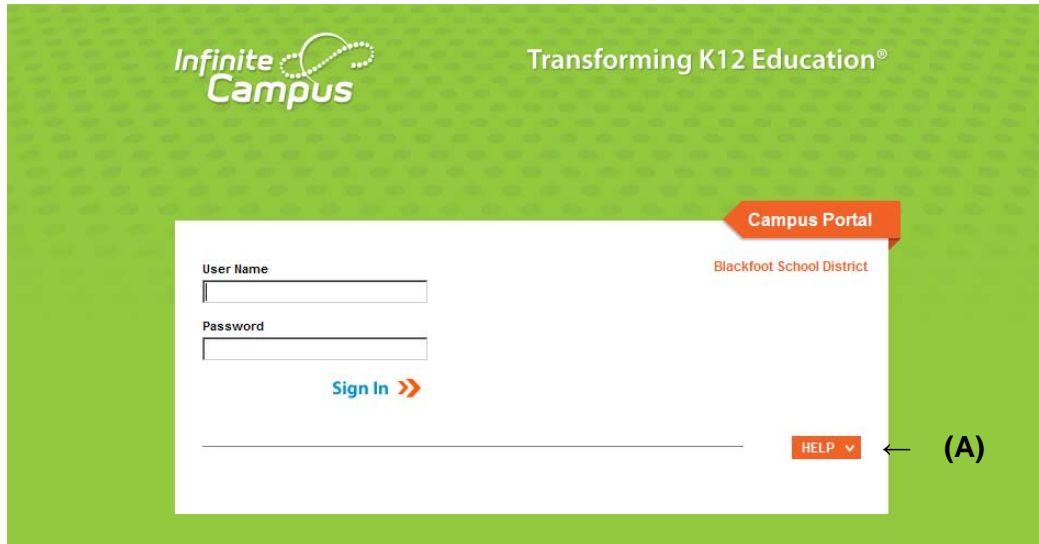 Infinite Campus
Transforming K12 Education®
Campus Portal
Blackfoot School District
User Name
Password
Sign In
HELP
← (A)